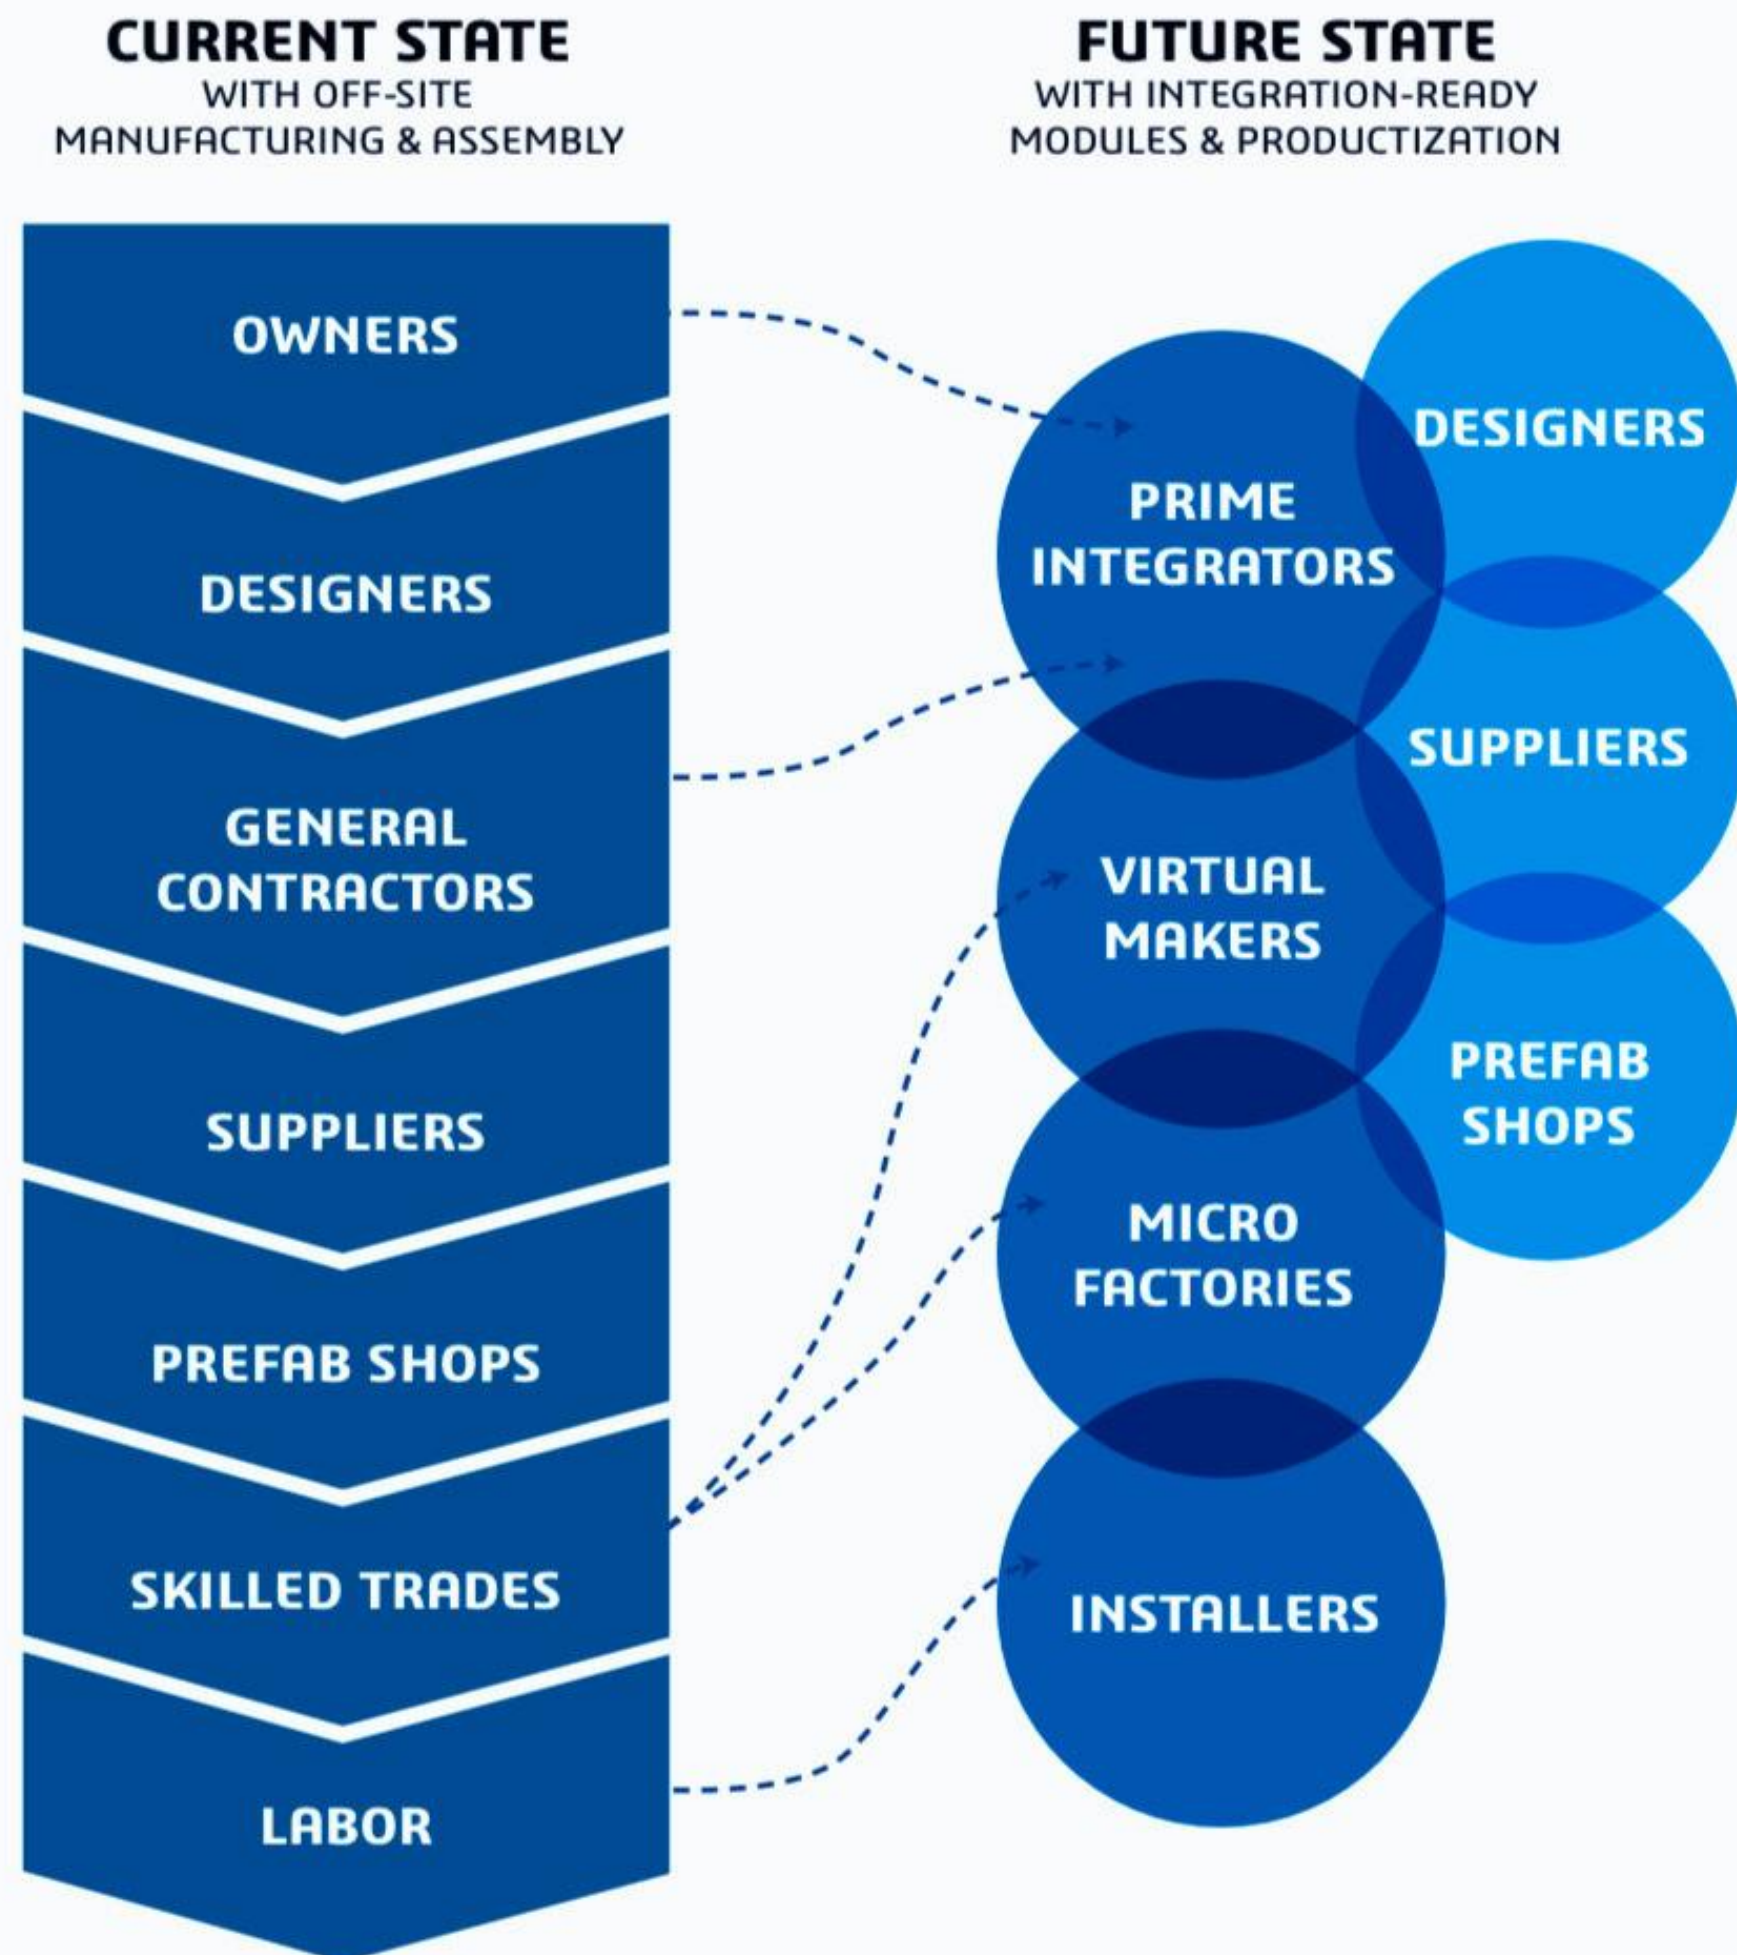 CURRENT STATE
WITH OFF-SITE
MANUFACTURING & ASSEMBLY
OWNERS
DESIGNERS
GENERAL
CONTRACTORS
SUPPLIERS
PREFAB SHOPS
SKILLED TRADES
LABOR
FUTURE STATE
WITH INTEGRATION-READY
MODULES & PRODUCTIZATION
PRIME
INTEGRATORS
VIRTUAL
MAKERS
MICRO
FACTORIES
INSTALLERS
DESIGNERS
SUPPLIERS
PREFAB
SHOPS